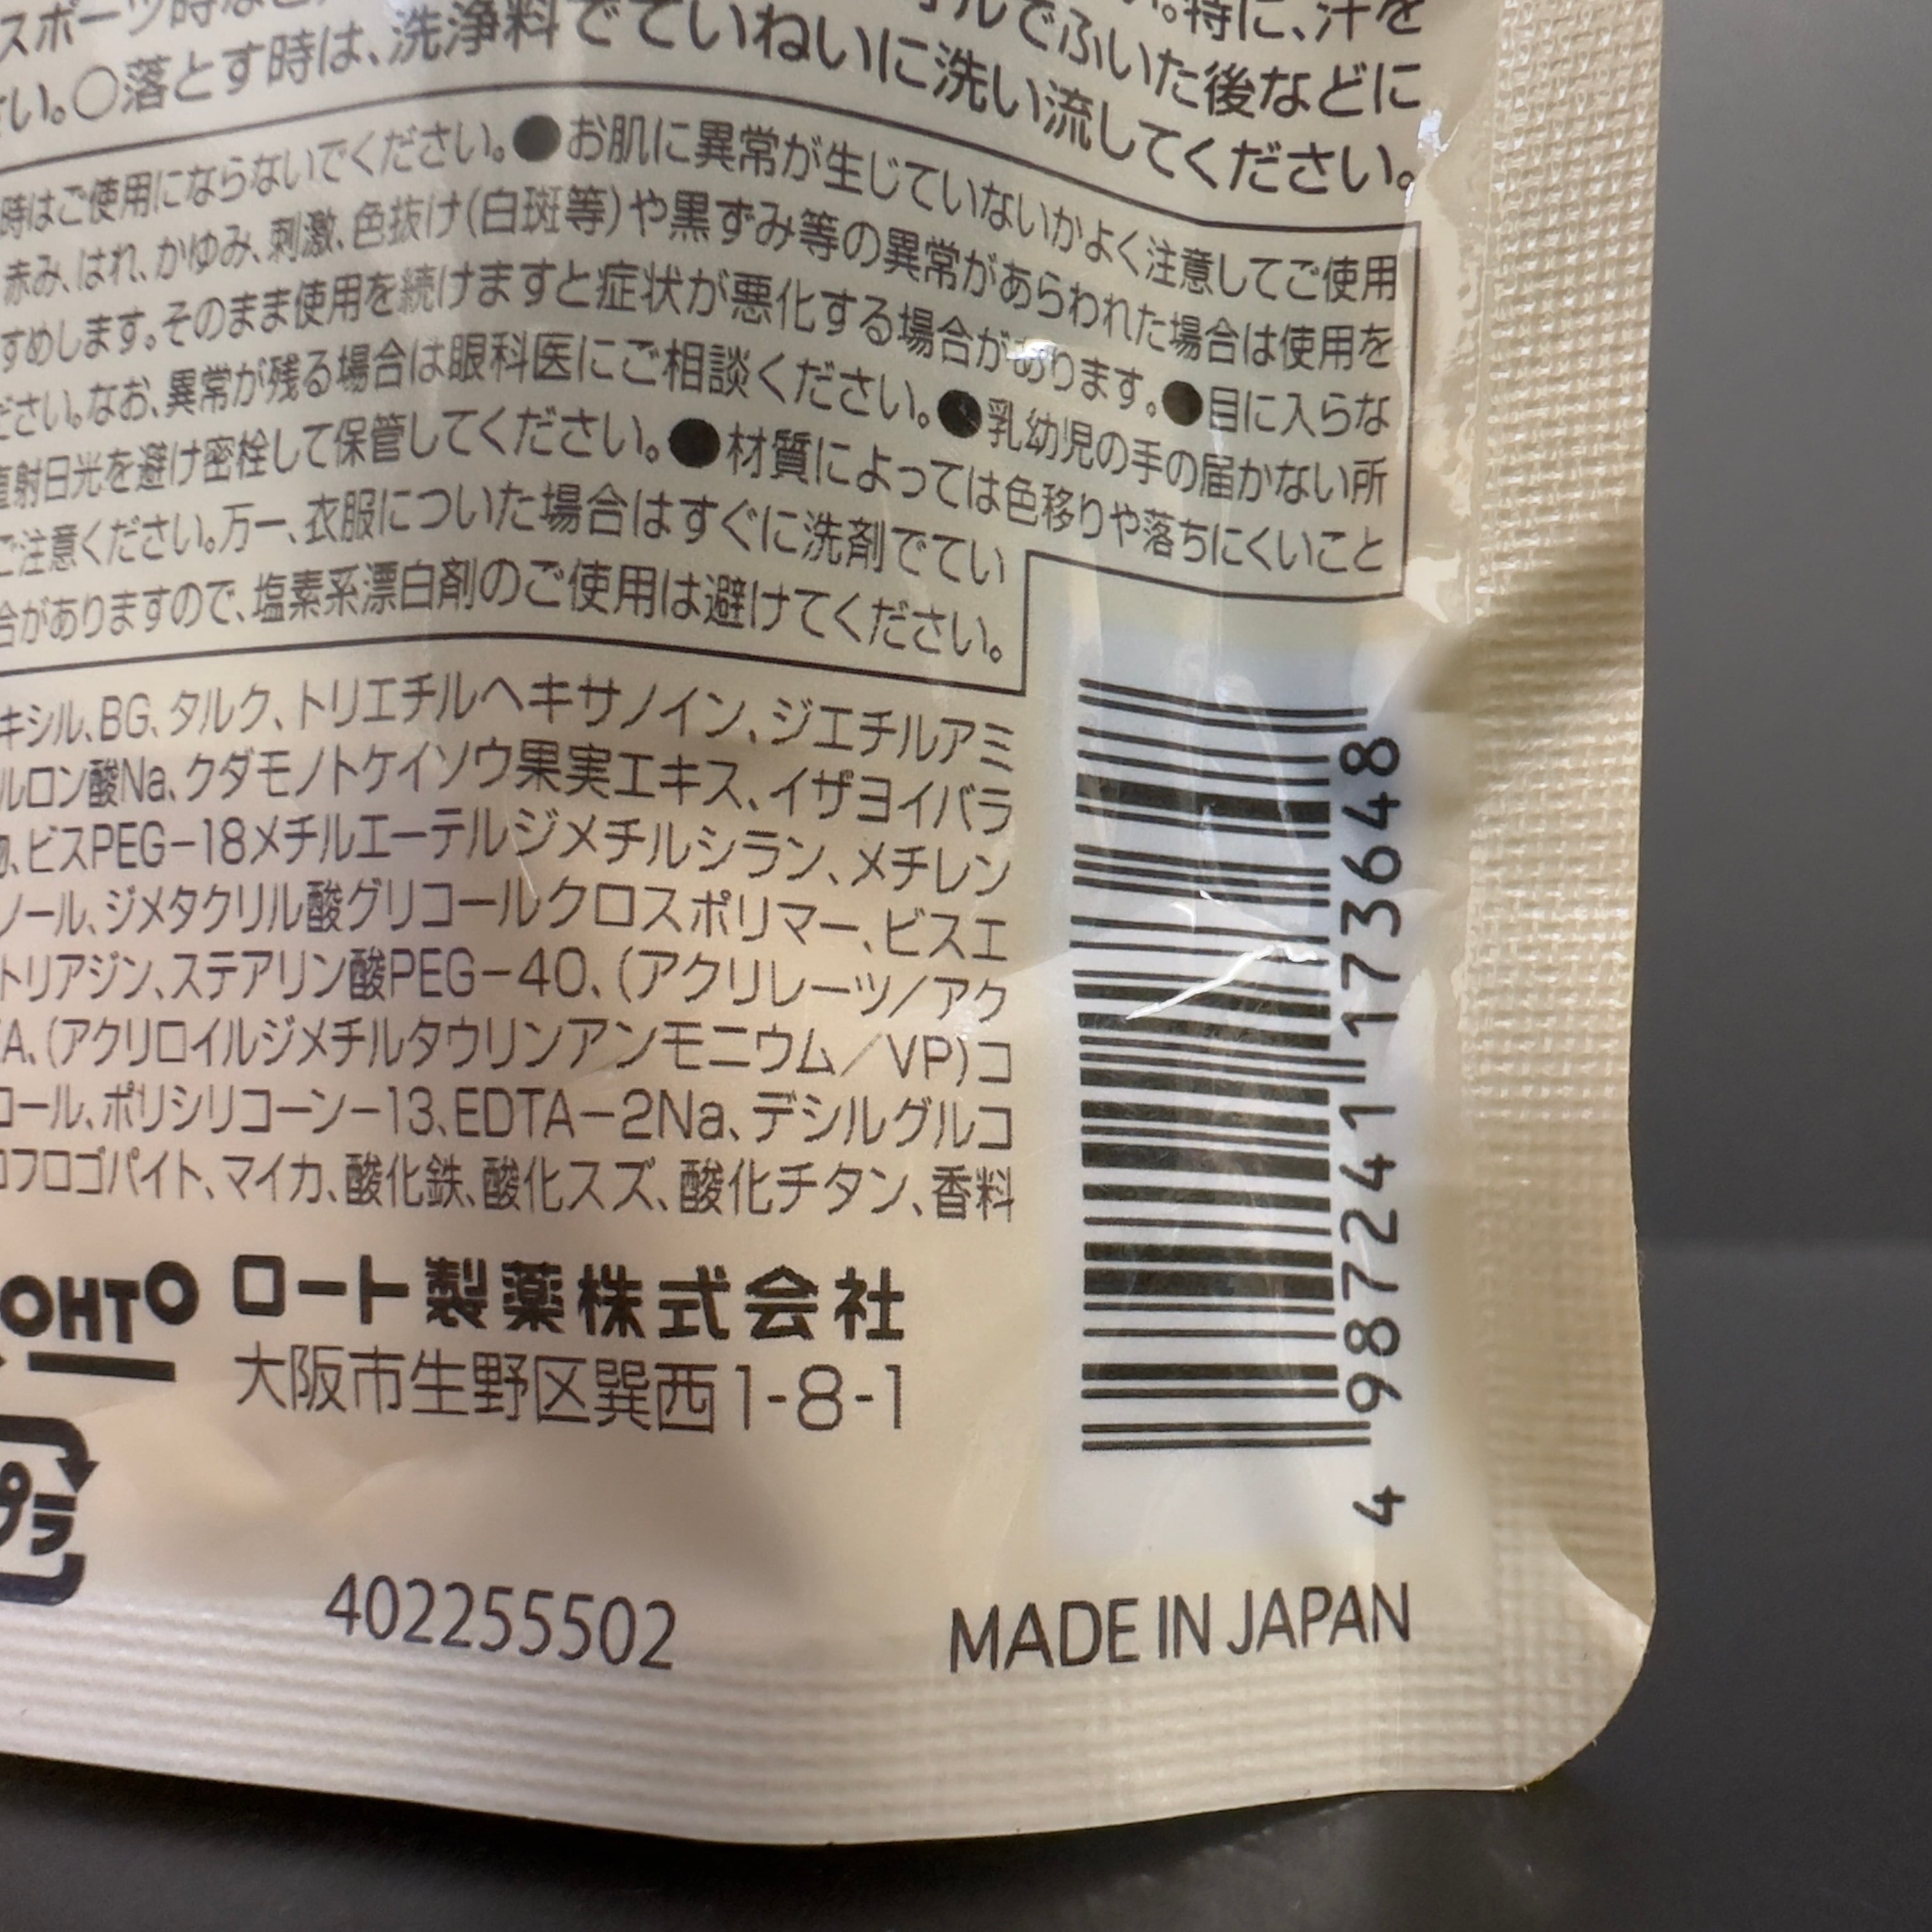 スポーツ時など
い。特に、汗を
オルでふいた後などに
さい。○落とす時は、洗浄料でていねいに洗い流してください。
時はご使用にならないでください。●お肌に異常が生じていないかよく注意してご使用
赤み、はれ、かゆみ、刺激、色抜け(白斑等)や黒ずみ等の異常があらわれた場合は使用を
すめします。そのまま使用を続けますと症状が悪化する場合があります。●目に入らな
ださい。なお、異常が残る場合は眼科医にご相談ください。●乳幼児の手の届かない所
直射日光を避け密栓して保管してください。●材質によっては色移りや落ちにくいこと
ご注意ください。万一、衣服についた場合はすぐに洗剤でてい
合がありますので、塩素系漂白剤のご使用は避けてください。
キシル、BG、タルク、トリエチルヘキサノイン、ジエチルアミ
ルロン酸Na、クダモノトケイソウ果実エキス、イザヨイバラ
物、ビスPEG-18メチルエーテルジメチルシラン、メチレン
ノール、ジメタクリル酸グリコールクロスポリマー、ビスエ
トリアジン、ステアリン酸PEG-40、(アクリレーツ/アク
A、(アクリロイルジメチルタウリンアンモニウム/VP)コ
コール、ポリシリコーン-13、EDTA-2Na、デシルグルコ
ロフロゴパイト、マイカ、酸化鉄、酸化スズ、酸化チタン、香料
OHTO ロート製薬株式会社
大阪市生野区巽西1-8-1
プラ
402255502
4 987241 173648
MADE IN JAPAN